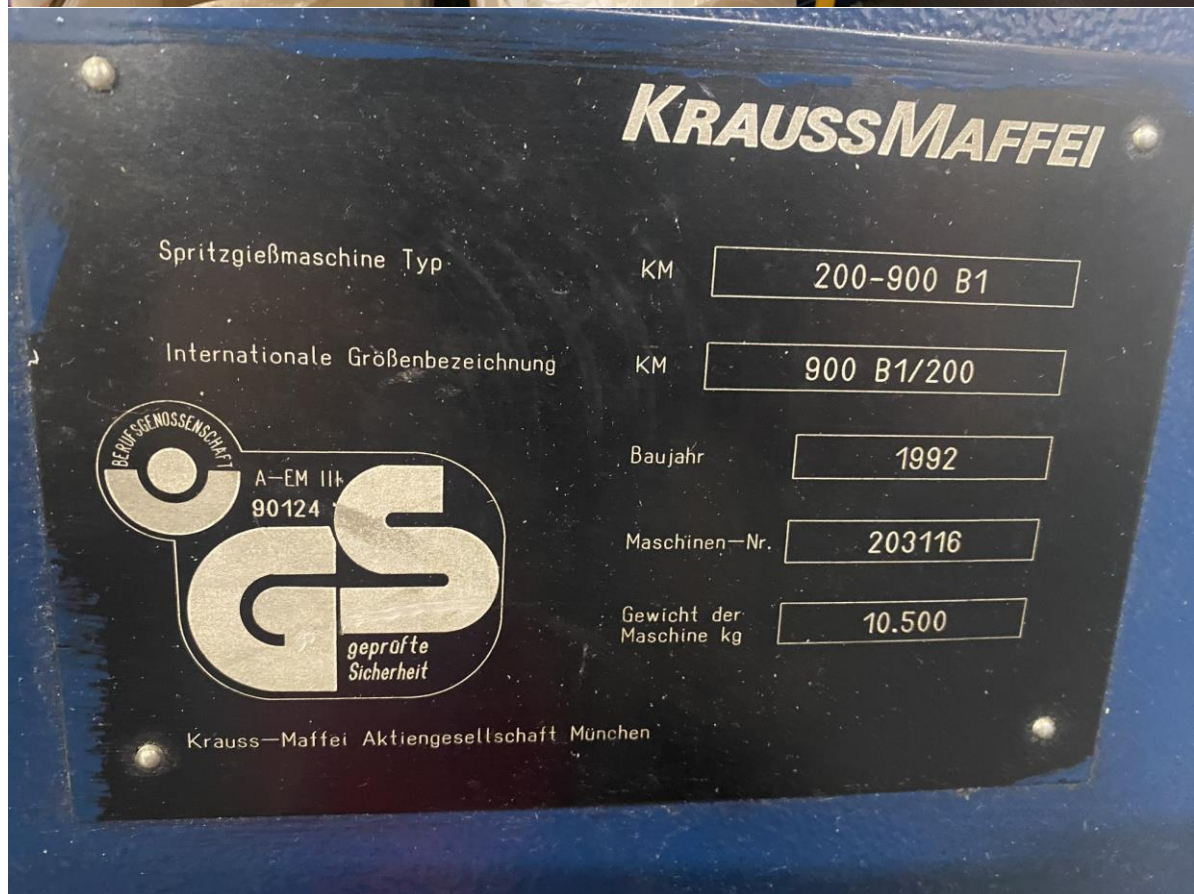 KRAUSSMAFFEI
Spritzgießmaschine Typ KM 200-900 B1
Internationale Größenbezeichnung KM 900 B1/200
Baujahr 1992
Maschinen-Nr. 203116
Gewicht der
Maschine kg 10.500
BERUFSGENOSSENSCHAFT
A-EM III
90124
GS
geprüfte
Sicherheit
Krauss-Maffei Aktiengesellschaft München